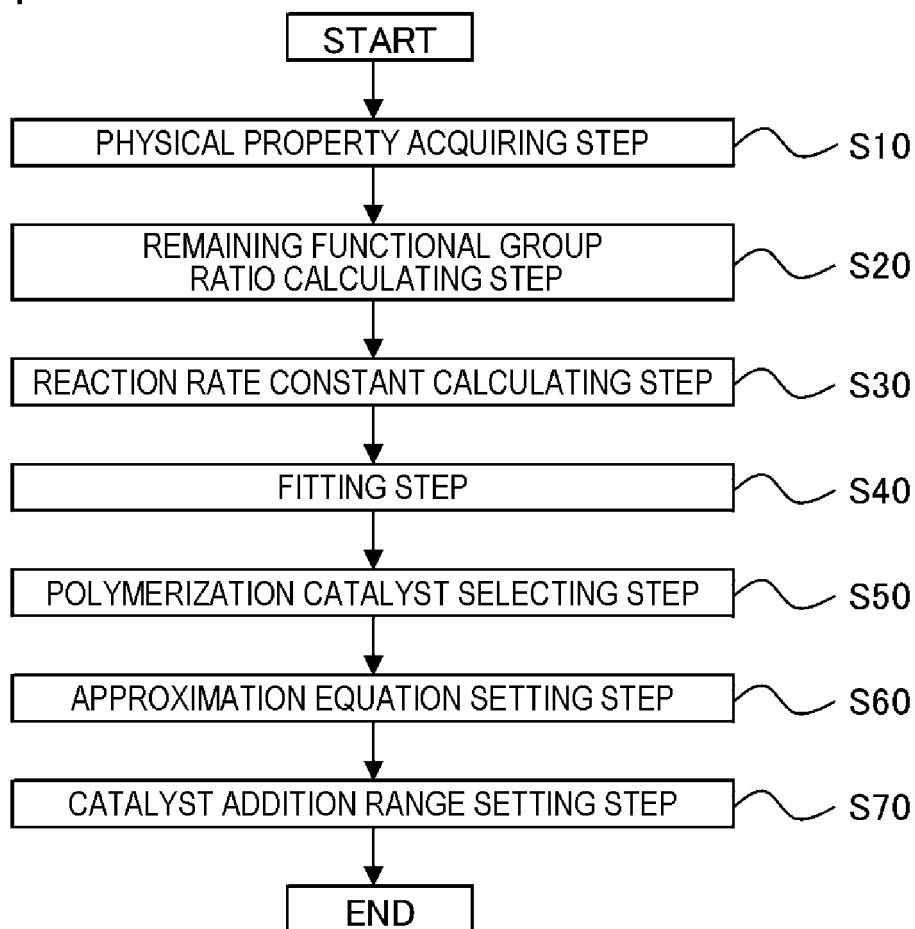 START
PHYSICAL PROPERTY ACQUIRING STEP
S10
REMAINING FUNCTIONAL GROUP
RATIO CALCULATING STEP
S20
REACTION RATE CONSTANT CALCULATING STEP
S30
FITTING STEP
S40
POLYMERIZATION CATALYST SELECTING STEP
S50
APPROXIMATION EQUATION SETTING STEP
S60
CATALYST ADDITION RANGE SETTING STEP
S70
END